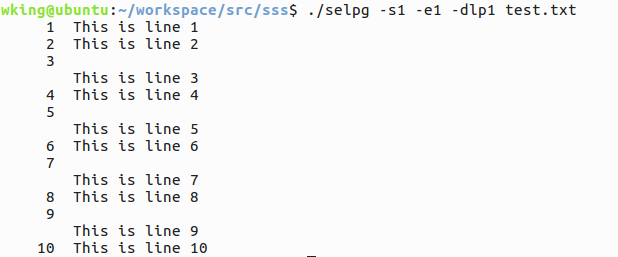 wking@ubuntu:~/workspace/src/sss$ ./selpg -s1 -e1 -dlp1 test.txt
     1  This is line 1
     2  This is line 2
     3
        This is line 3
     4  This is line 4
     5
        This is line 5
     6  This is line 6
     7
        This is line 7
     8  This is line 8
     9
        This is line 9
    10  This is line 10